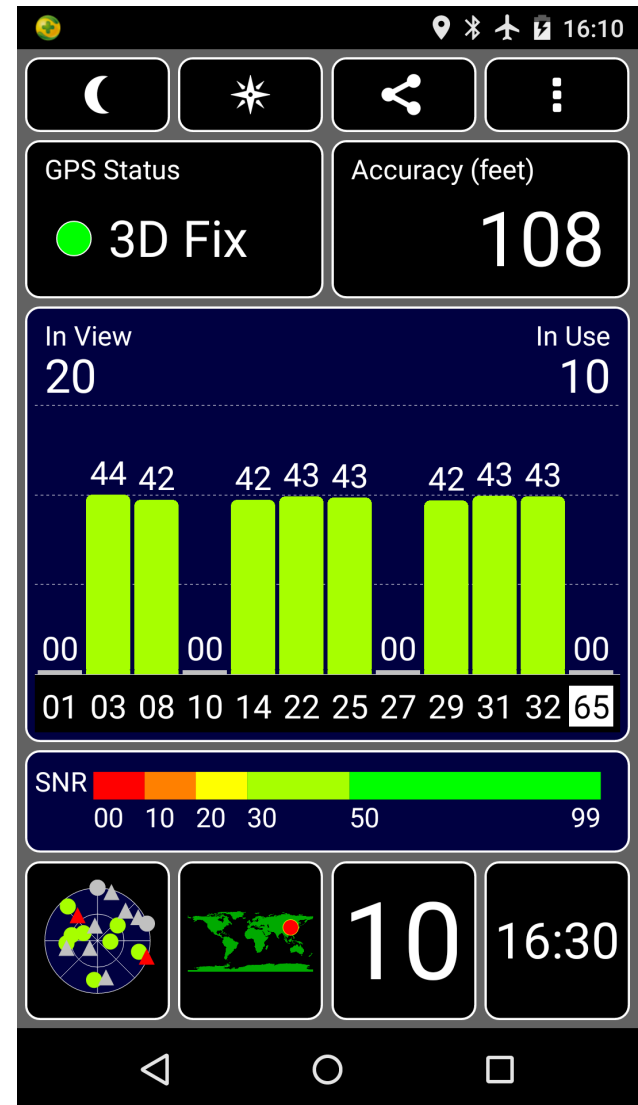 16:10
GPS Status
3D Fix
Accuracy (feet)
108
In View
20
In Use
10
44 42 42 43 43 42 43 43
00 00 00 00
01 03 08 10 14 22 25 27 29 31 32 65
SNR
00 10 20 30 50 99
10
16:30